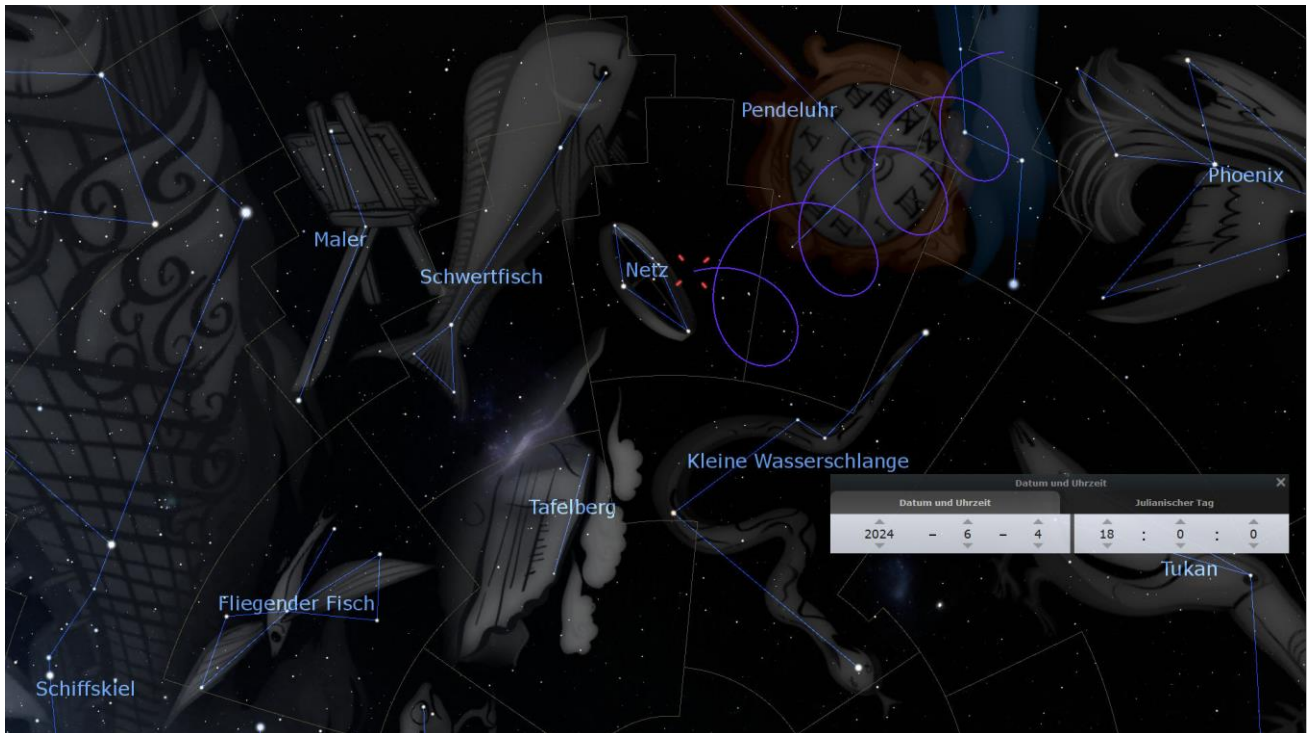 Pendeluhr
Phoenix
Maler
Schwertfisch
Netz
Kleine Wasserschlange
Datum und Uhrzeit ×
Datum und Uhrzeit Julianischer Tag
2024 – 6 – 4 18 : 0 : 0
Tafelberg
Tukan
Fliegender Fisch
Schiffskiel